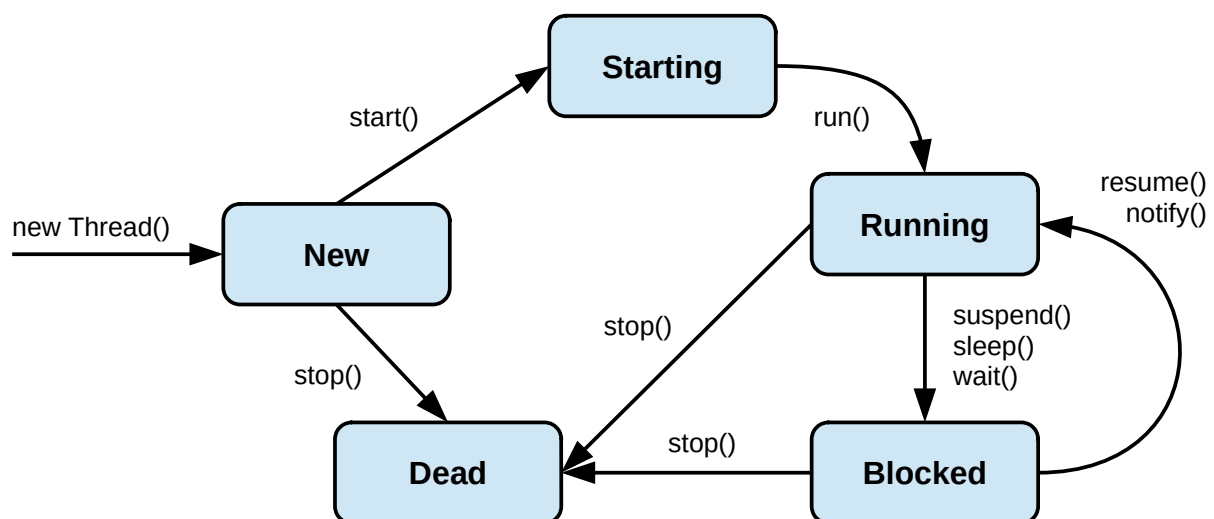 Starting
start()
run()
resume()
notify()
new Thread()
New
Running
suspend()
sleep()
wait()
stop()
stop()
stop()
Dead
Blocked